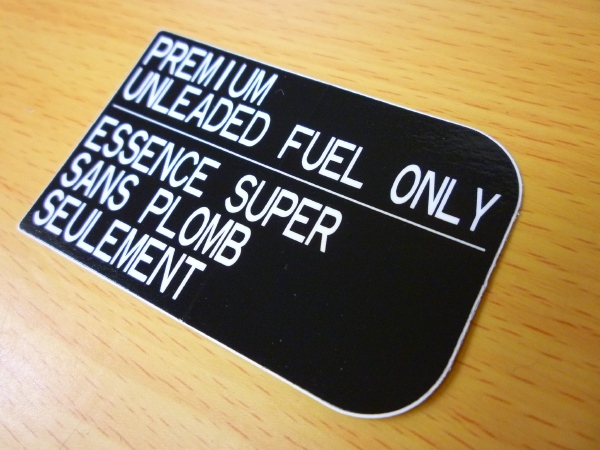 PREMIUM
UNLEADED FUEL ONLY
ESSENCE SUPER
SANS PLOMB
SEULEMENT